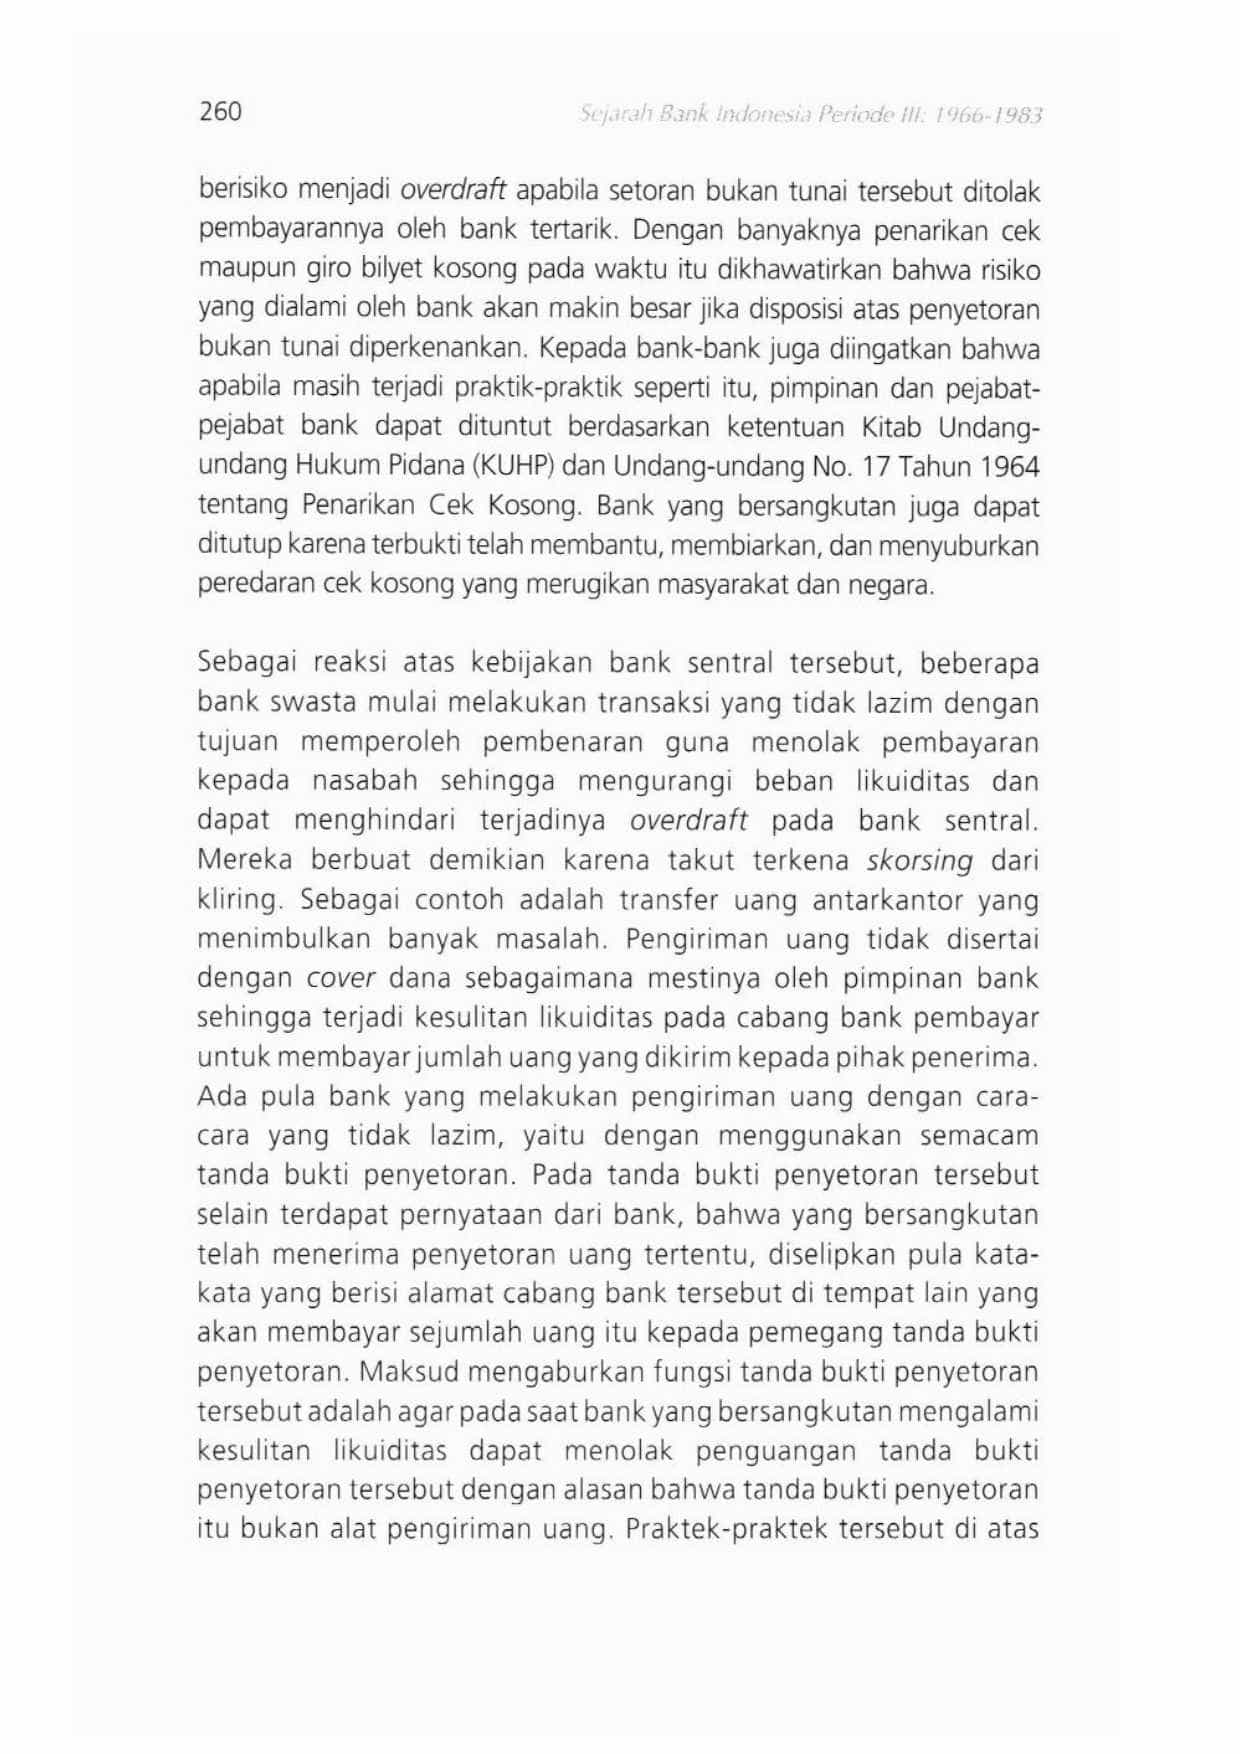 260
Sejarah Bank Indonesia Periode III: 1966-1983
berisiko menjadi overdraft apabila setoran bukan tunai tersebut ditolak
pembayarannya oleh bank tertarik. Dengan banyaknya penarikan cek
maupun giro bilyet kosong pada waktu itu dikhawatirkan bahwa risiko
yang dialami oleh bank akan makin besar jika disposisi atas penyetoran
bukan tunai diperkenankan. Kepada bank-bank juga diingatkan bahwa
apabila masih terjadi praktik-praktik seperti itu, pimpinan dan pejabat-
pejabat bank dapat dituntut berdasarkan ketentuan Kitab Undang-
undang Hukum Pidana (KUHP) dan Undang-undang No. 17 Tahun 1964
tentang Penarikan Cek Kosong. Bank yang bersangkutan juga dapat
ditutup karena terbukti telah membantu, membiarkan, dan menyuburkan
peredaran cek kosong yang merugikan masyarakat dan negara.
Sebagai reaksi atas kebijakan bank sentral tersebut, beberapa
bank swasta mulai melakukan transaksi yang tidak lazim dengan
tujuan memperoleh pembenaran guna menolak pembayaran
kepada nasabah sehingga mengurangi beban likuiditas dan
dapat menghindari terjadinya overdraft pada bank sentral.
Mereka berbuat demikian karena takut terkena skorsing dari
kliring. Sebagai contoh adalah transfer uang antarkantor yang
menimbulkan banyak masalah. Pengiriman uang tidak disertai
dengan cover dana sebagaimana mestinya oleh pimpinan bank
sehingga terjadi kesulitan likuiditas pada cabang bank pembayar
untuk membayar jumlah uang yang dikirim kepada pihak penerima.
Ada pula bank yang melakukan pengiriman uang dengan cara-
cara yang tidak lazim, yaitu dengan menggunakan semacam
tanda bukti penyetoran. Pada tanda bukti penyetoran tersebut
selain terdapat pernyataan dari bank, bahwa yang bersangkutan
telah menerima penyetoran uang tertentu, diselipkan pula kata-
kata yang berisi alamat cabang bank tersebut di tempat lain yang
akan membayar sejumlah uang itu kepada pemegang tanda bukti
penyetoran. Maksud mengaburkan fungsi tanda bukti penyetoran
tersebut adalah agar pada saat bank yang bersangkutan mengalami
kesulitan likuiditas dapat menolak penguangan tanda bukti
penyetoran tersebut dengan alasan bahwa tanda bukti penyetoran
itu bukan alat pengiriman uang. Praktek-praktek tersebut di atas